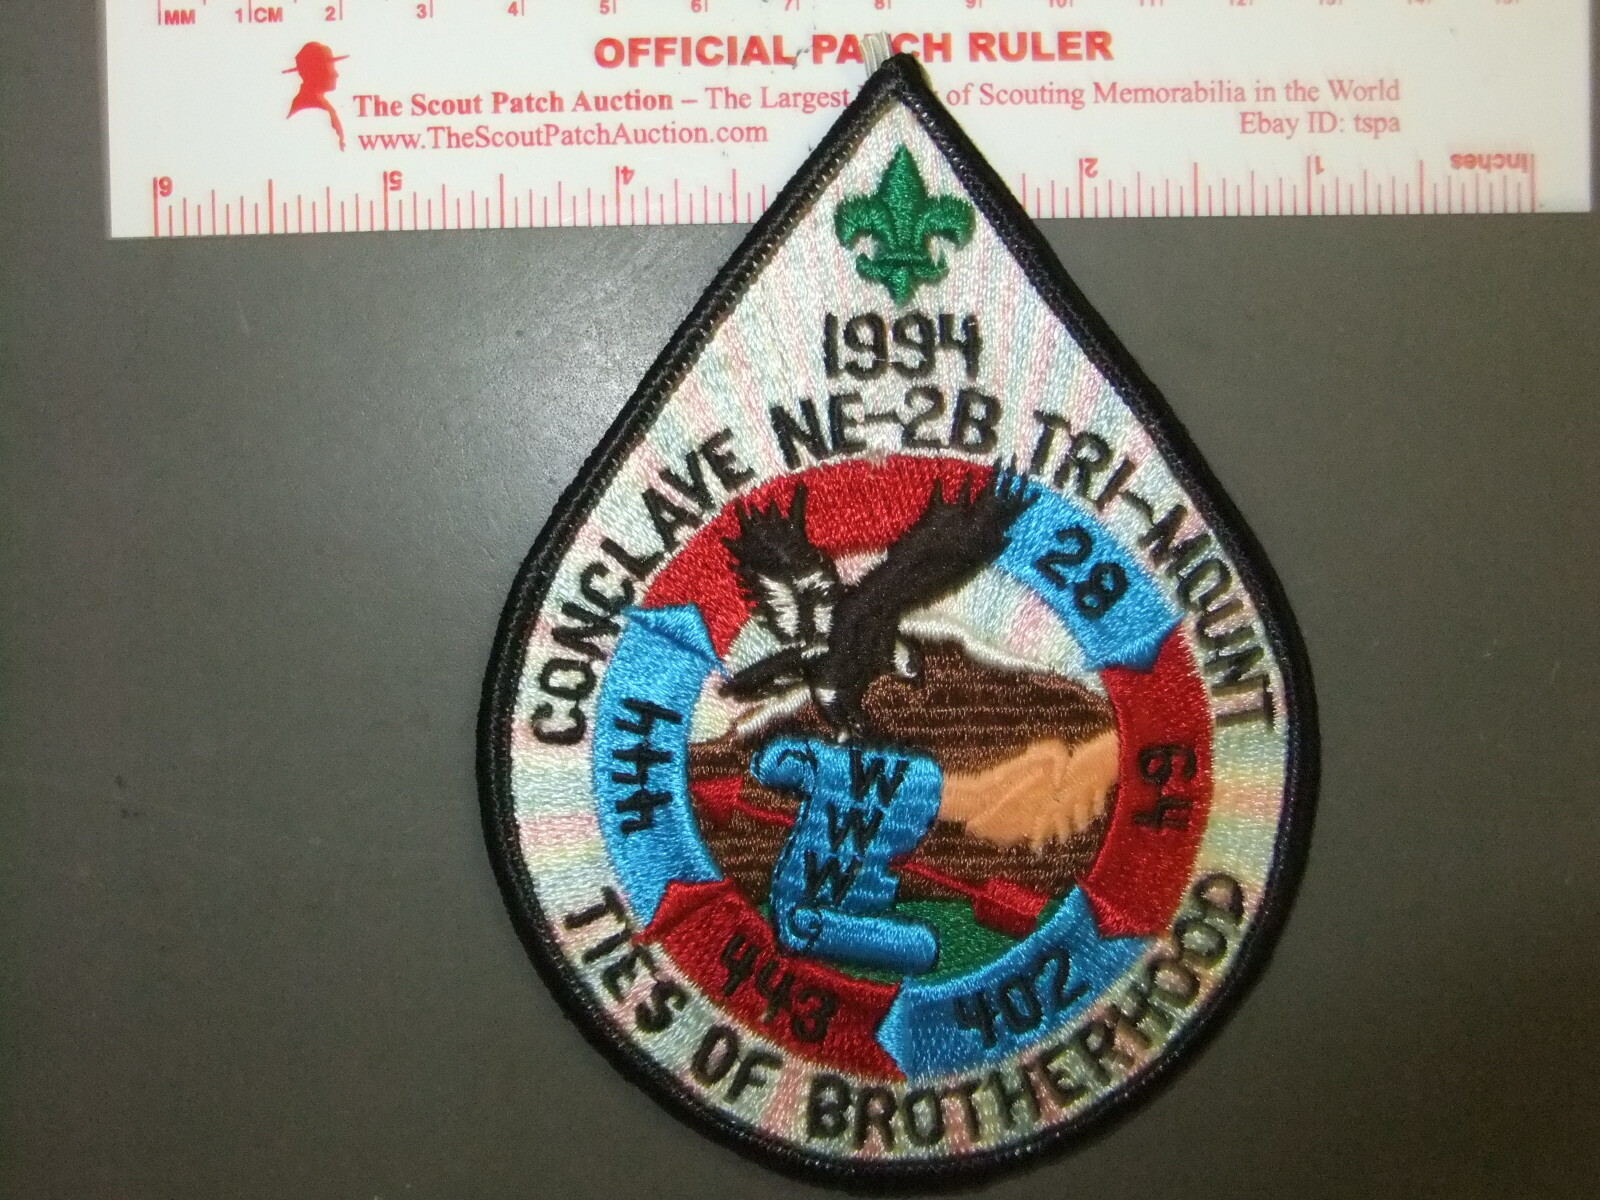 MM 1 CM 2 3 4 5 6 7 8 9 10 11 12 13 14 15
OFFICIAL PATCH RULER
The Scout Patch Auction – The Largest of Scouting Memorabilia in the World
www.TheScoutPatchAuction.com
Ebay ID: tspa
6 5 4 2 1 Inches
1994
CONCLAVE NE-2B TRI-MOUNT
28
49
402
443
444
W
W
W
TIES OF BROTHERHOOD